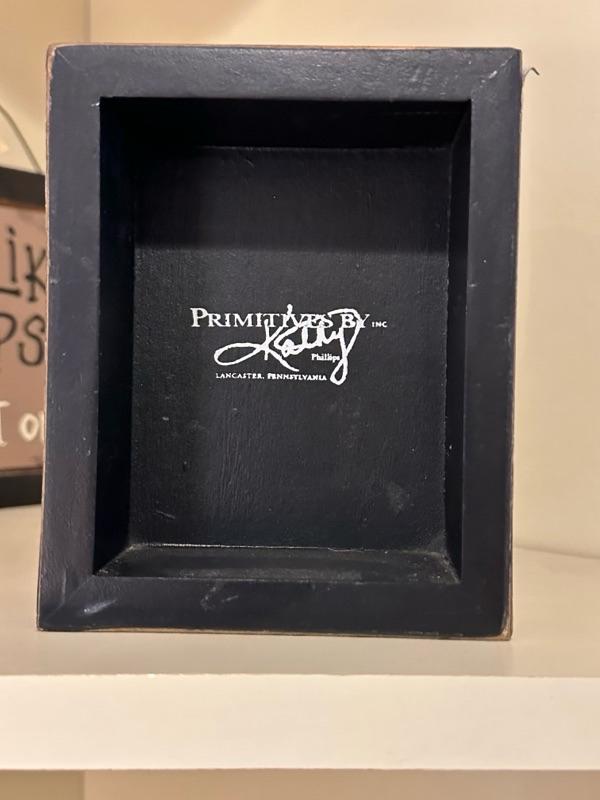 PRIMITIVES BY INC
Kathy
Phillips
LANCASTER, PENNSYLVANIA